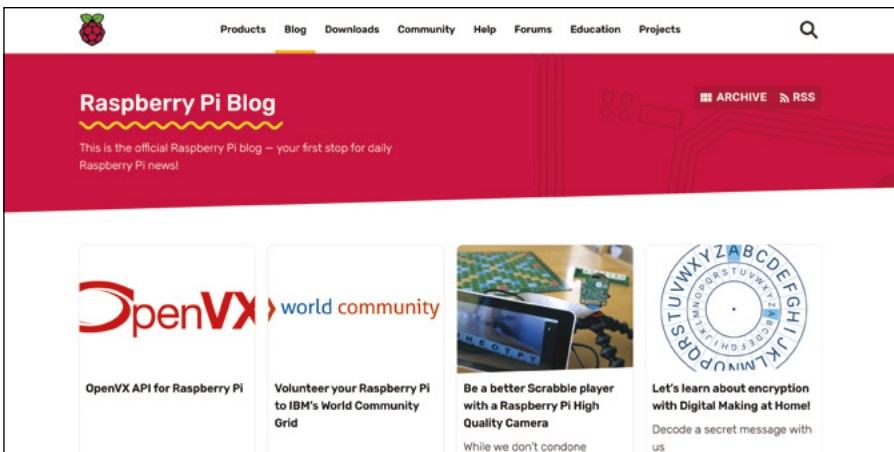 Products Blog Downloads Community Help Forums Education Projects
Raspberry Pi Blog
ARCHIVE RSS
This is the official Raspberry Pi blog — your first stop for daily
Raspberry Pi news!
OpenVX
world community
OpenVX API for Raspberry Pi
Volunteer your Raspberry Pi
to IBM's World Community
Grid
Be a better Scrabble player
with a Raspberry Pi High
Quality Camera
While we don't condone
Let's learn about encryption
with Digital Making at Home!
Decode a secret message with
us